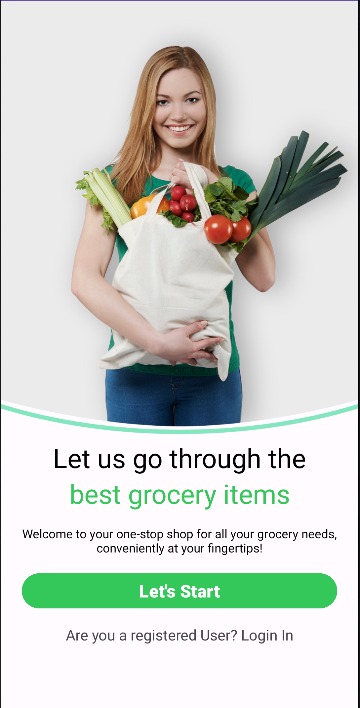 Let us go through the
best grocery items
Welcome to your one-stop shop for all your grocery needs,
conveniently at your fingertips!
Let's Start
Are you a registered User? Login In